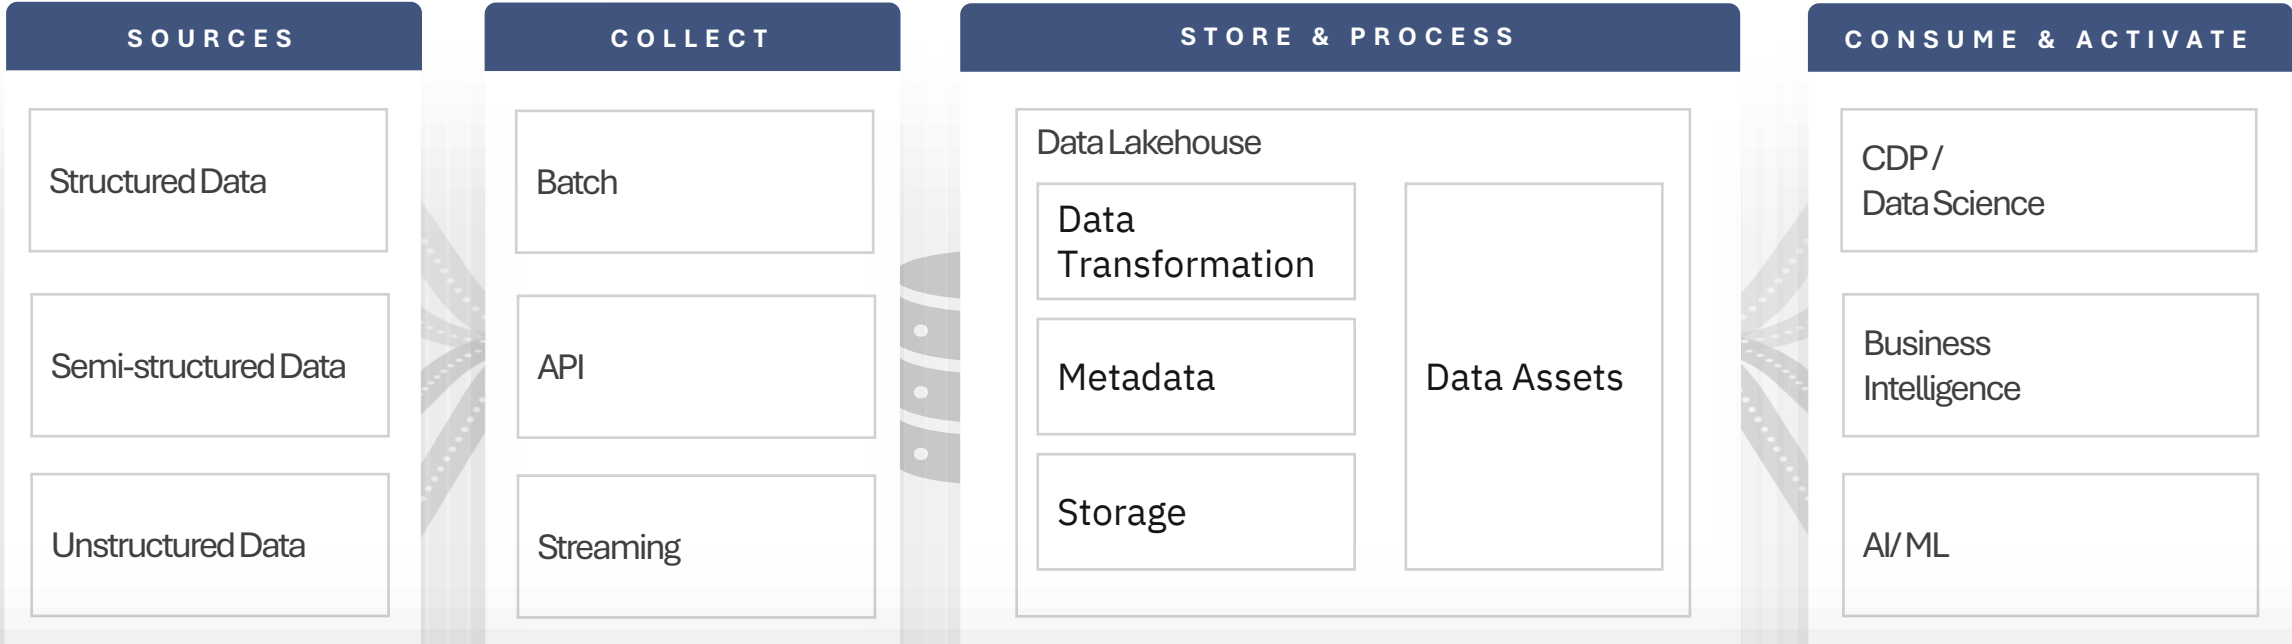 SOURCES
Structured Data
Semi-structured Data
Unstructured Data
COLLECT
Batch
API
Streaming
STORE & PROCESS
Data Lakehouse
Data
Transformation
Metadata
Storage
Data Assets
CONSUME & ACTIVATE
CDP /
Data Science
Business
Intelligence
AI/ ML